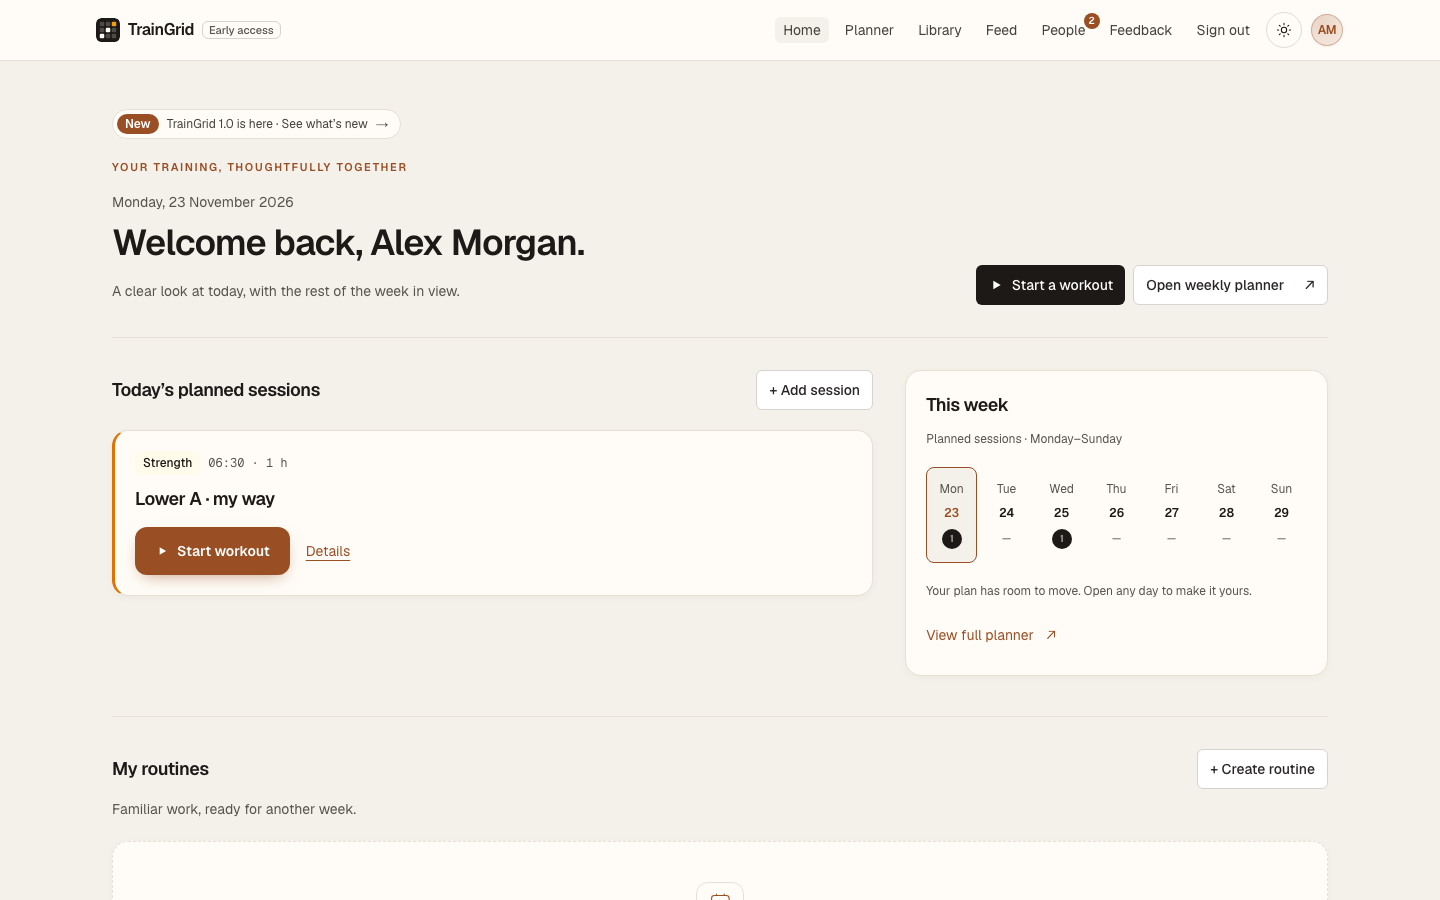 TrainGrid Early access
Home Planner Library Feed People 2 Feedback Sign out AM
New TrainGrid 1.0 is here · See what's new →
YOUR TRAINING, THOUGHTFULLY TOGETHER
Monday, 23 November 2026
Welcome back, Alex Morgan.
A clear look at today, with the rest of the week in view.
Start a workout
Open weekly planner ↗
Today's planned sessions
+ Add session
Strength 06:30 · 1 h
Lower A · my way
Start workout
Details
This week
Planned sessions · Monday–Sunday
Mon Tue Wed Thu Fri Sat Sun
23 24 25 26 27 28 29
1 — 1 — — — —
Your plan has room to move. Open any day to make it yours.
View full planner ↗
My routines
+ Create routine
Familiar work, ready for another week.